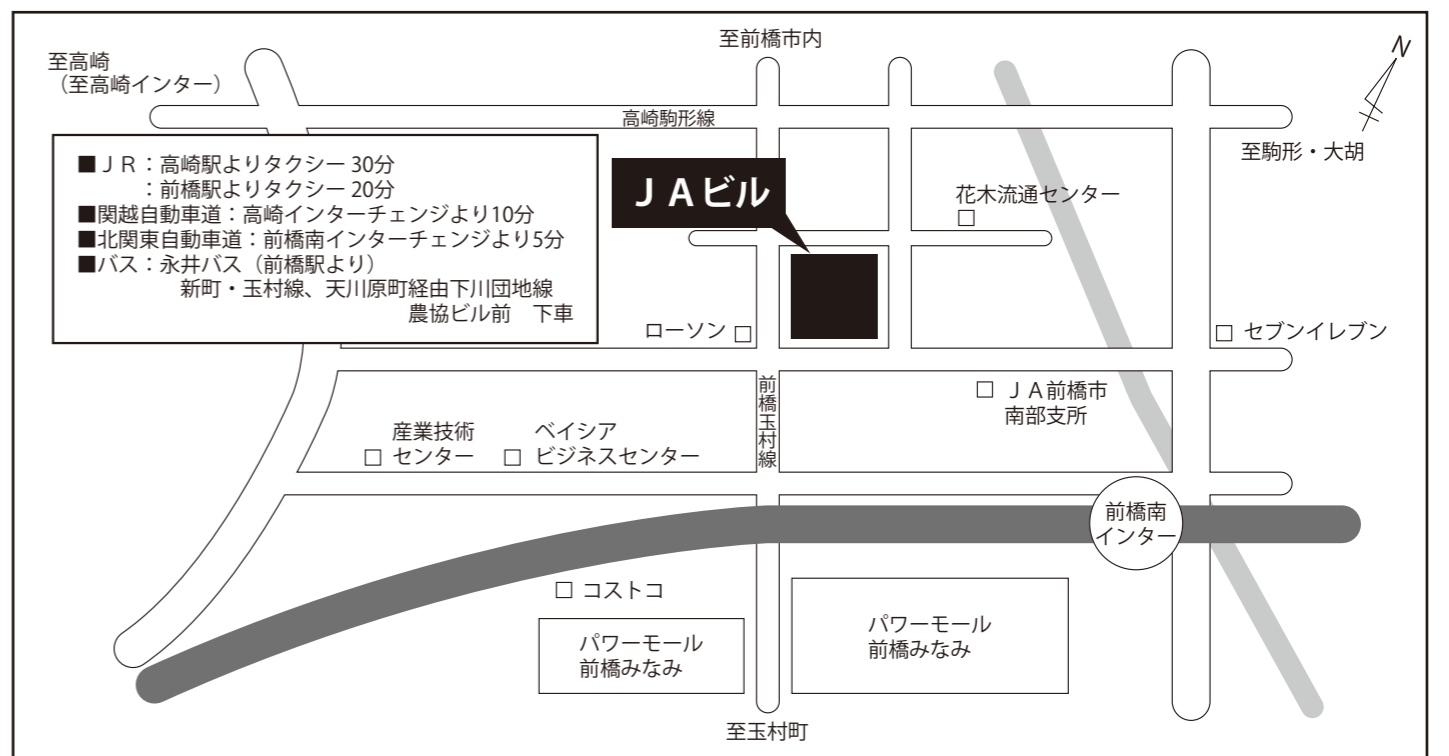 至前橋市内
N
至高崎
（至高崎インター）
高崎駒形線
至駒形・大胡
■ＪＲ：高崎駅よりタクシー 30分
：前橋駅よりタクシー 20分
■関越自動車道：高崎インターチェンジより10分
■北関東自動車道：前橋南インターチェンジより5分
■バス：永井バス（前橋駅より）
新町・玉村線、天川原町経由下川団地線
農協ビル前　下車
ＪＡビル
花木流通センター
□
ローソン □
□ セブンイレブン
前橋玉村線
□ ＪＡ前橋市
南部支所
産業技術
□ センター
ベイシア
□ ビジネスセンター
前橋南
インター
□ コストコ
パワーモール
前橋みなみ
パワーモール
前橋みなみ
至玉村町